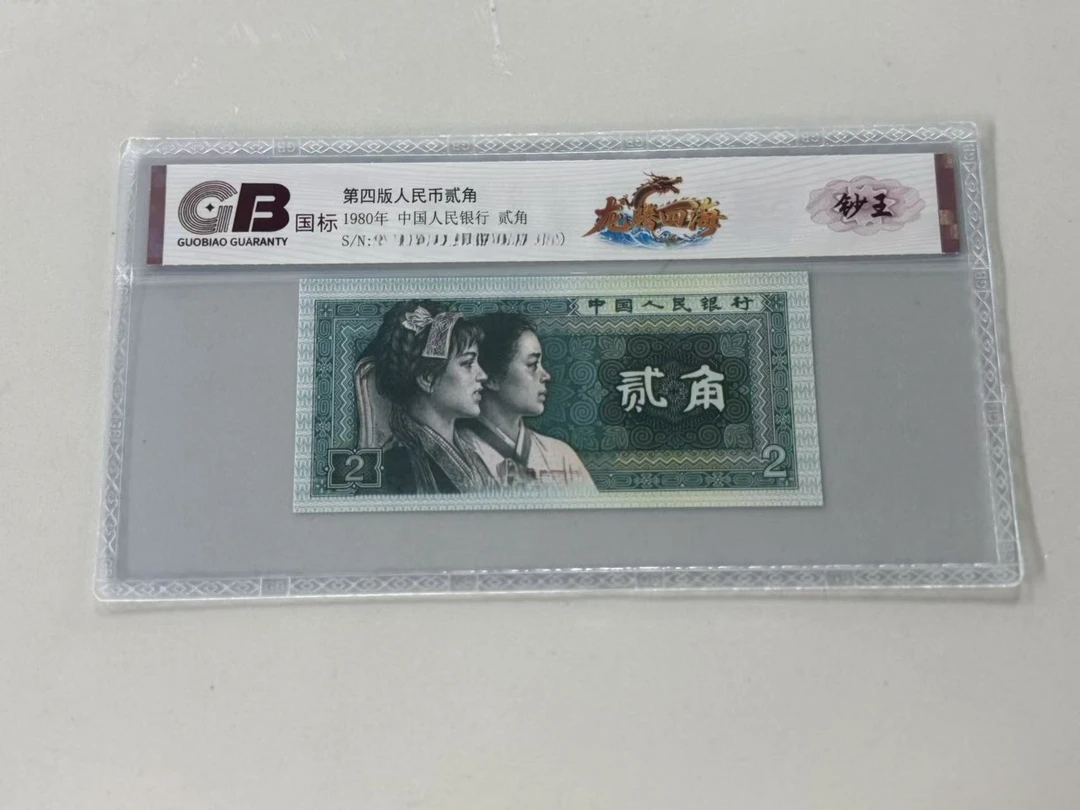 GB
国标
GUOBIAO GUARANTY
第四版人民币贰角
1980年 中国人民银行 贰角
S/N:
龙腾四海
钞王
中国人民银行
贰角
2
2